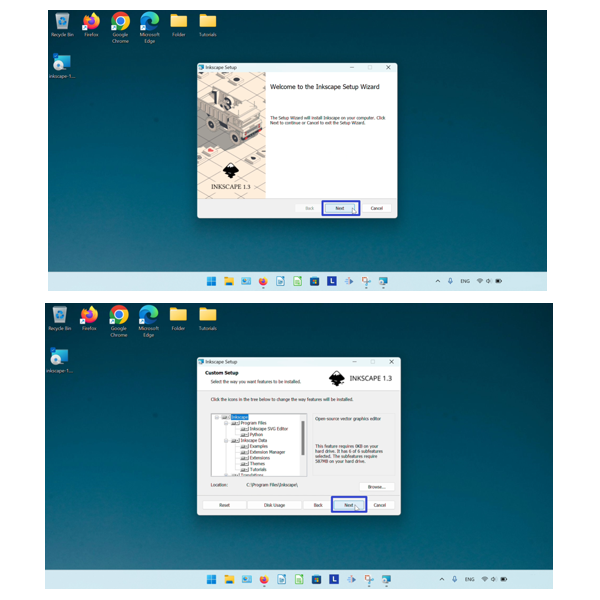 Recycle Bin
Firefox
Google
Chrome
Microsoft
Edge
Folder
Tutorials
inkscape-1...
Inkscape Setup
Welcome to the Inkscape Setup Wizard
The Setup Wizard will install Inkscape on your computer. Click
Next to continue or Cancel to exit the Setup Wizard.
1.3
INKSCAPE 1.3
Back
Next
Cancel
ENG
Recycle Bin
Firefox
Google
Chrome
Microsoft
Edge
Folder
Tutorials
inkscape-1...
Inkscape Setup
Custom Setup
Select the way you want features to be installed.
INKSCAPE 1.3
Click the icons in the tree below to change the way features will be installed.
Inkscape
Program Files
Inkscape SVG Editor
Python
Inkscape Data
Examples
Extension Manager
Extensions
Themes
Tutorials
Translations
Open-source vector graphics editor
This feature requires 0KB on your
hard drive. It has 6 of 6 subfeatures
selected. The subfeatures require
587MB on your hard drive.
Location:
C:\Program Files\Inkscape\
Browse...
Reset
Disk Usage
Back
Next
Cancel
ENG